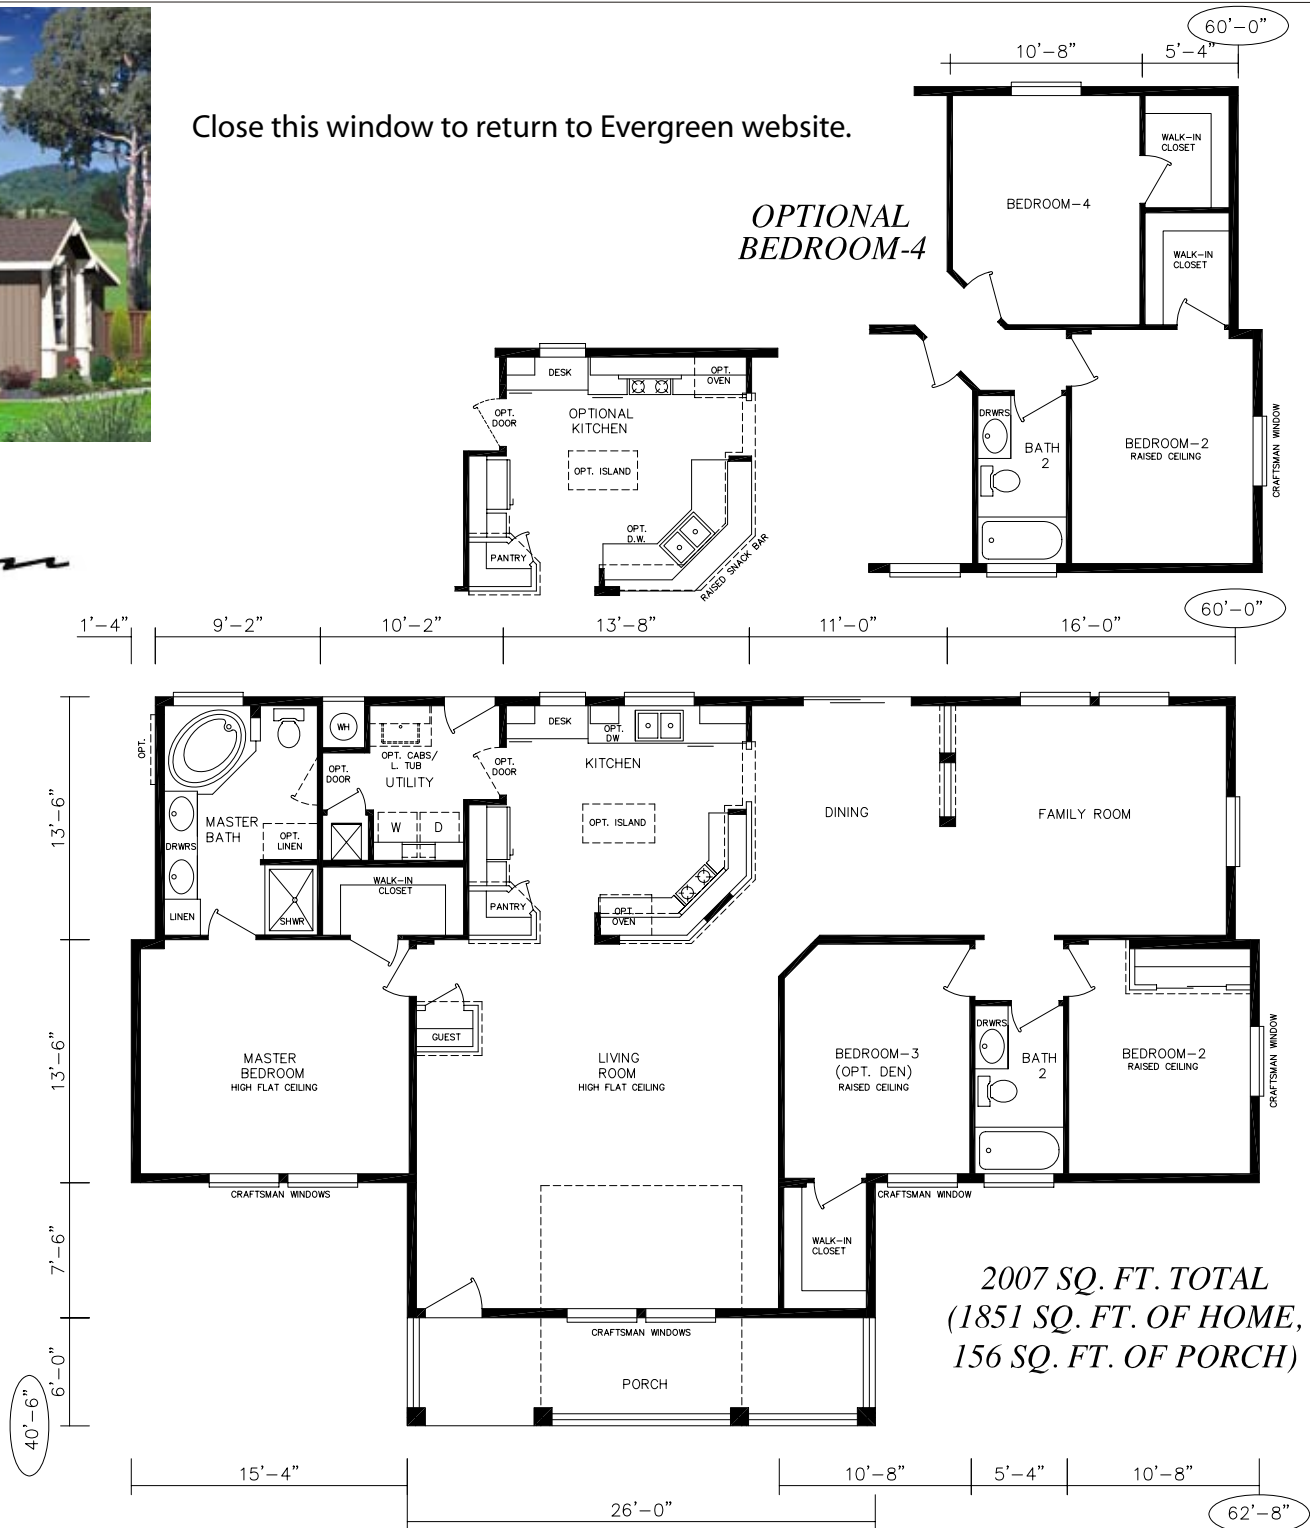 Close this window to return to Evergreen website.
60'-0"
10'-8" 5'-4"
WALK-IN
CLOSET
BEDROOM-4
OPTIONAL
BEDROOM-4
WALK-IN
CLOSET
DESK
OPT.
OVEN
OPT.
DOOR
OPTIONAL
KITCHEN
OPT. ISLAND
OPT.
D.W.
PANTRY
RAISED SNACK BAR
DRWRS
BATH
2
BEDROOM-2
RAISED CEILING
CRAFTSMAN WINDOW
60'-0"
1'-4" 9'-2" 10'-2" 13'-8" 11'-0" 16'-0"
OPT.
WH
OPT. CABS/
L. TUB
UTILITY
OPT.
DOOR
OPT.
DOOR
W D
DESK
OPT.
DW
KITCHEN
OPT. ISLAND
DINING
FAMILY ROOM
13'-6"
MASTER
BATH
DRWRS
OPT.
LINEN
LINEN
SHWR
WALK-IN
CLOSET
PANTRY
OPT.
OVEN
13'-6"
MASTER
BEDROOM
HIGH FLAT CEILING
GUEST
LIVING
ROOM
HIGH FLAT CEILING
BEDROOM-3
(OPT. DEN)
RAISED CEILING
DRWRS
BATH
2
BEDROOM-2
RAISED CEILING
CRAFTSMAN WINDOW
CRAFTSMAN WINDOWS
CRAFTSMAN WINDOW
7'-6"
WALK-IN
CLOSET
2007 SQ. FT. TOTAL
(1851 SQ. FT. OF HOME,
156 SQ. FT. OF PORCH)
CRAFTSMAN WINDOWS
6'-0"
PORCH
40'-6"
15'-4" 10'-8" 5'-4" 10'-8"
26'-0"
62'-8"